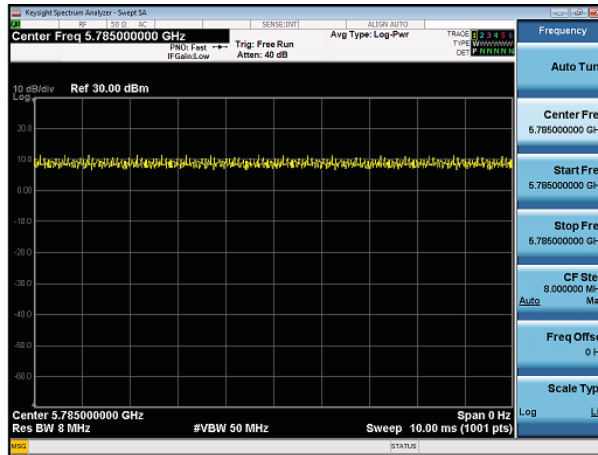 Keysight Spectrum Analyzer - Swept SA
RF 50 Ω AC SENSE:INT ALIGN AUTO
Center Freq 5.785000000 GHz
PNO: Fast
IFGain:Low
Trig: Free Run
Atten: 40 dB
Avg Type: Log-Pwr
TRACE 1 2 3 4 5 6
TYPE WWWWWW
DET P N N N N N
10 dB/div Ref 30.00 dBm
Log
20.0
10.0
0.00
-10.0
-20.0
-30.0
-40.0
-50.0
-60.0
Center 5.785000000 GHz
Span 0 Hz
Res BW 8 MHz
#VBW 50 MHz
Sweep 10.00 ms (1001 pts)
MSG
STATUS
Frequency
Auto Tun
Center Fre
5.785000000 GH
Start Fre
5.785000000 GH
Stop Fre
5.785000000 GH
CF Ste
8.000000 MH
Auto Ma
Freq Offse
0 H
Scale Typ
Log Li